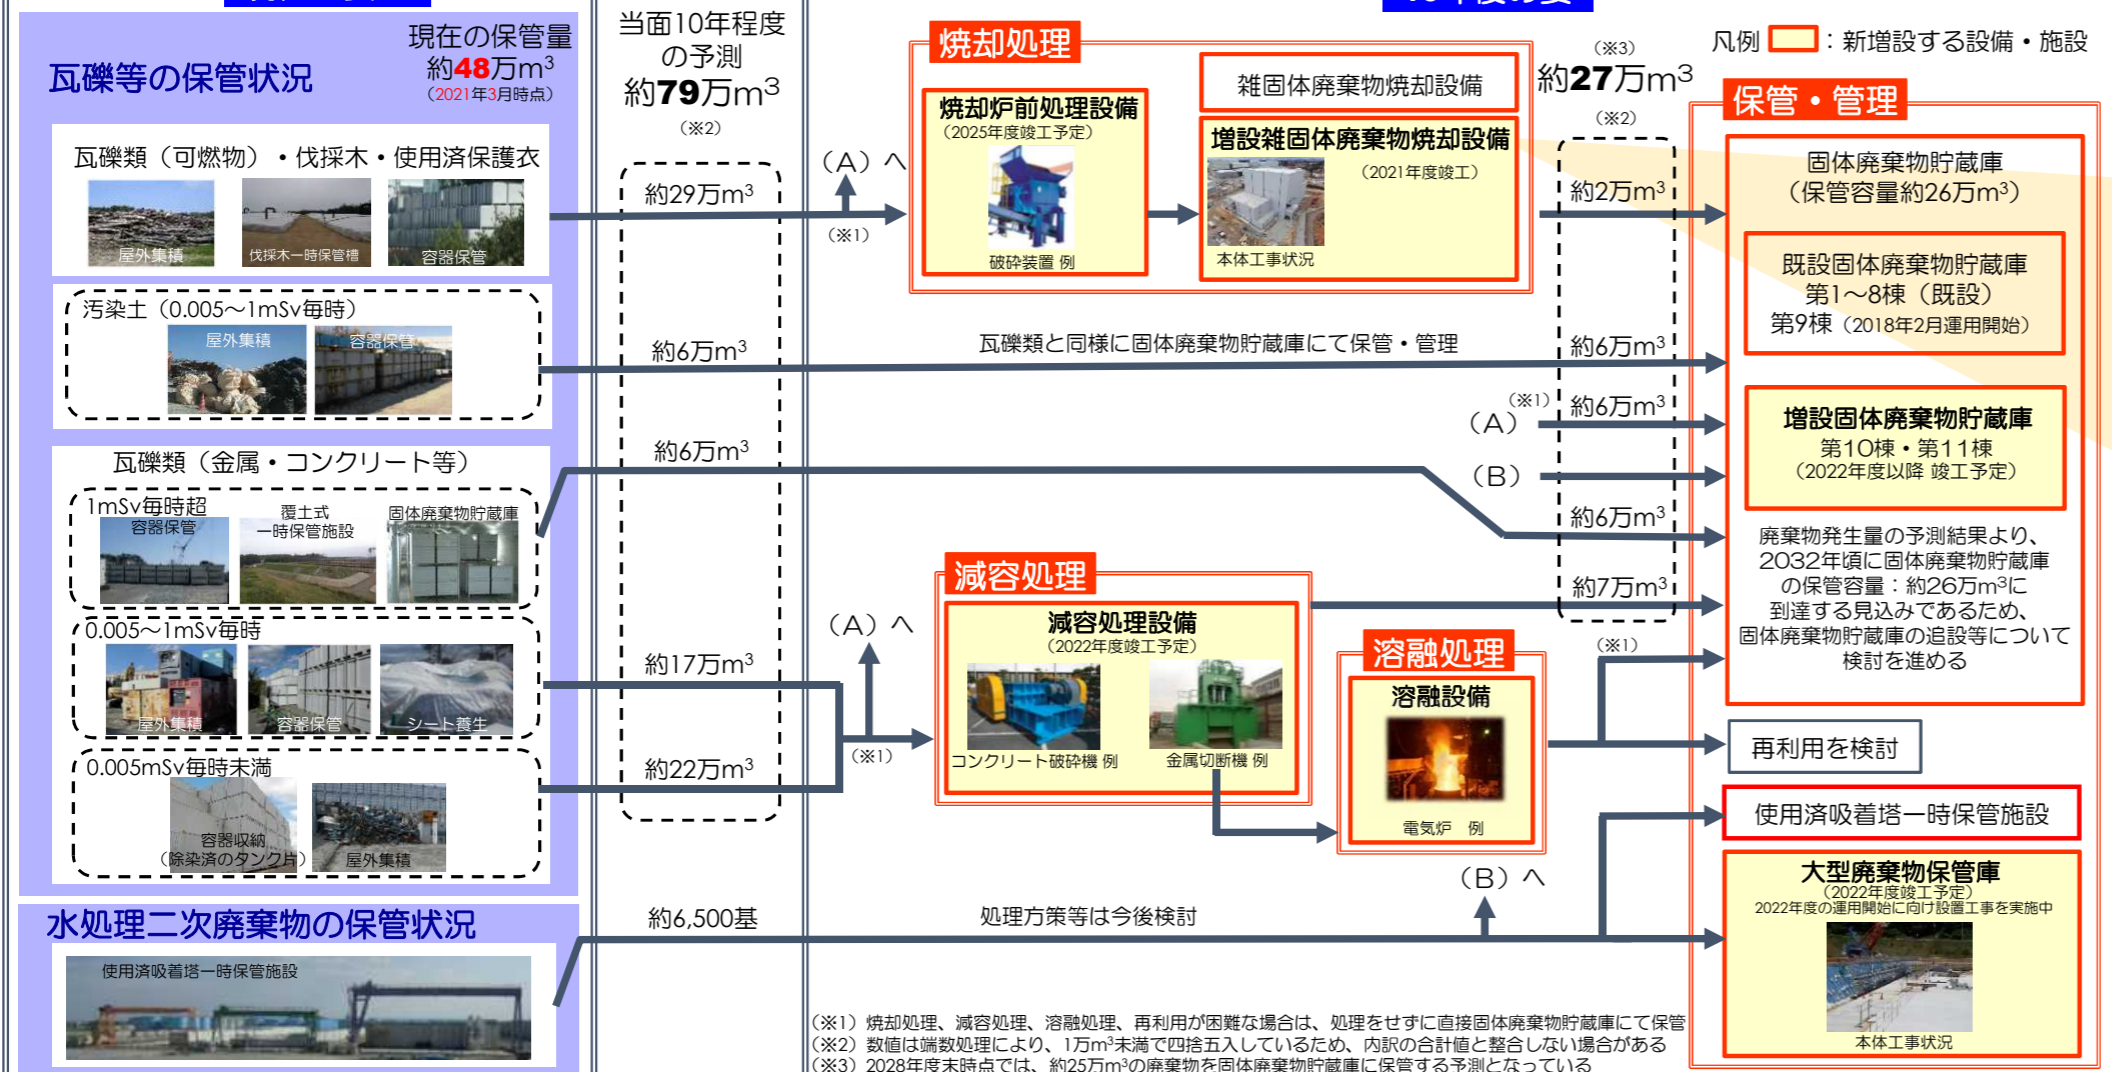 瓦礫等の保管状況
現在の保管量
約48万m³
（2021年3月時点）
瓦礫類（可燃物）・伐採木・使用済保護衣
屋外集積
伐採木一時保管槽
容器保管
汚染土（0.005～1mSv毎時）
屋外集積
容器保管
瓦礫類（金属・コンクリート等）
1mSv毎時超
容器保管
覆土式
一時保管施設
固体廃棄物貯蔵庫
0.005～1mSv毎時
屋外集積
容器保管
シート養生
0.005mSv毎時未満
容器収納
（除染済のタンク片）
屋外集積
水処理二次廃棄物の保管状況
使用済吸着塔一時保管施設
当面10年程度
の予測
約79万m³
（※2）
約29万m³
約6万m³
約6万m³
約17万m³
約22万m³
約6,500基
（A）へ
（※1）
焼却処理
焼却炉前処理設備
（2025年度竣工予定）
破砕装置 例
雑固体廃棄物焼却設備
増設雑固体廃棄物焼却設備
（2021年度竣工）
本体工事状況
瓦礫類と同様に固体廃棄物貯蔵庫にて保管・管理
（A）へ
（※1）
減容処理
減容処理設備
（2022年度竣工予定）
コンクリート破砕機 例
金属切断機 例
溶融処理
溶融設備
電気炉 例
処理方策等は今後検討
（B）へ
（※3）
約27万m³
（※2）
約2万m³
約6万m³
（A）
（※1）
約6万m³
（B）
約6万m³
約7万m³
（※1）
凡例
：新増設する設備・施設
保管・管理
固体廃棄物貯蔵庫
（保管容量約26万m³）
既設固体廃棄物貯蔵庫
第1～8棟（既設）
第9棟（2018年2月運用開始）
増設固体廃棄物貯蔵庫
第10棟・第11棟
（2022年度以降 竣工予定）
廃棄物発生量の予測結果より、
2032年頃に固体廃棄物貯蔵庫
の保管容量：約26万m³に
到達する見込みであるため、
固体廃棄物貯蔵庫の追設等について
検討を進める
再利用を検討
使用済吸着塔一時保管施設
大型廃棄物保管庫
（2022年度竣工予定）
2022年度の運用開始に向け設置工事を実施中
本体工事状況
（※1）焼却処理、減容処理、溶融処理、再利用が困難な場合は、処理をせずに直接固体廃棄物貯蔵庫にて保管
（※2）数値は端数処理により、1万m³未満で四捨五入しているため、内訳の合計値と整合しない場合がある
（※3）2028年度末時点では、約25万m³の廃棄物を固体廃棄物貯蔵庫に保管する予測となっている